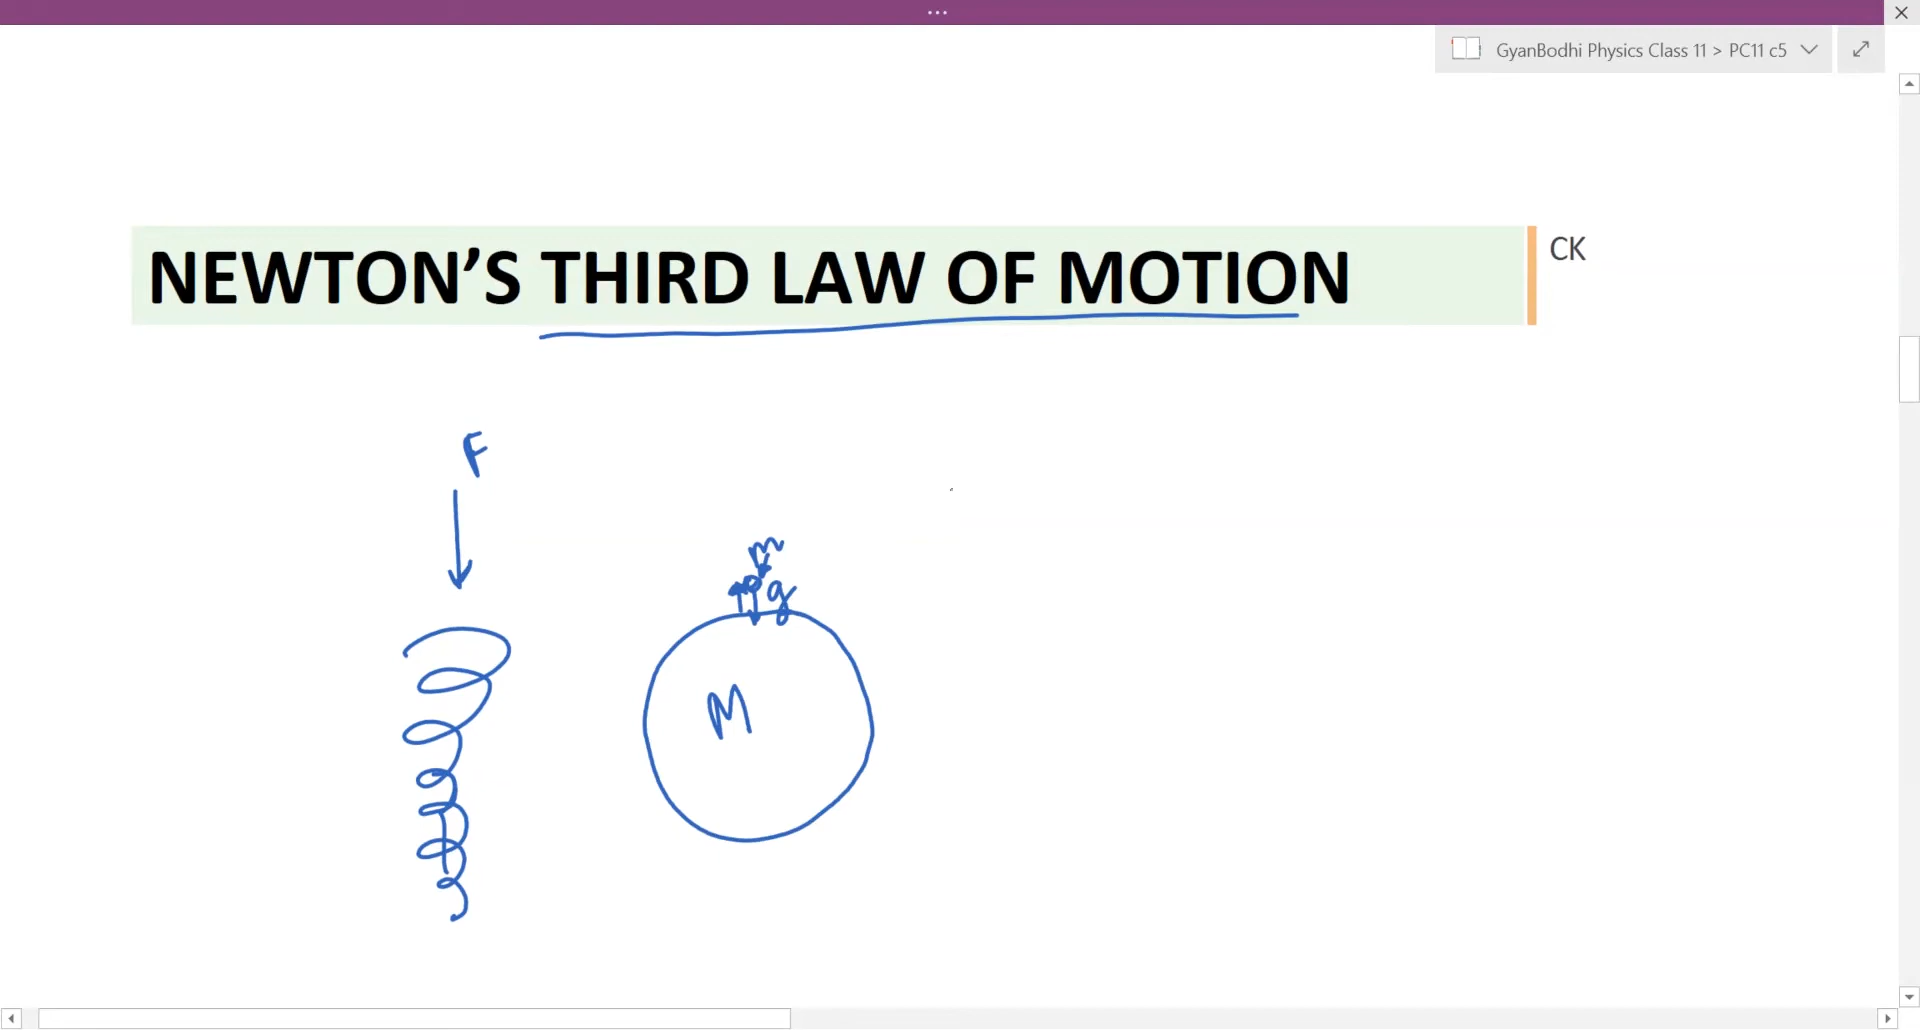 GyanBodhi Physics Class 11 > PC11 c5
NEWTON’S THIRD LAW OF MOTION
CK
F
m
g
M